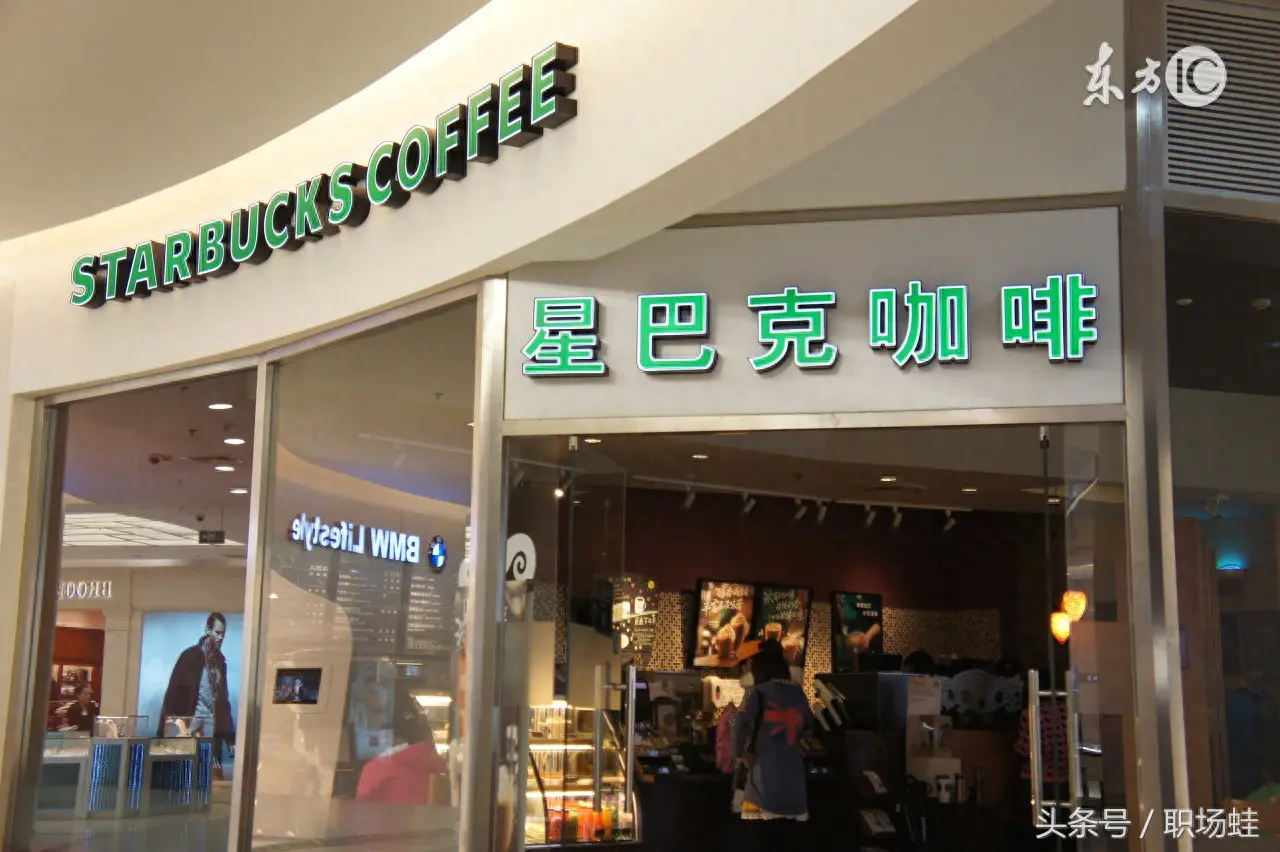 东方IC
STARBUCKS COFFEE
星巴克咖啡
BMW Lifestyle
BROO
头条号 / 职场蛙